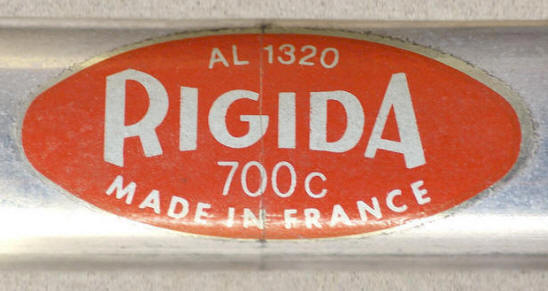 AL 1320
RIGIDA
700c
MADE IN FRANCE